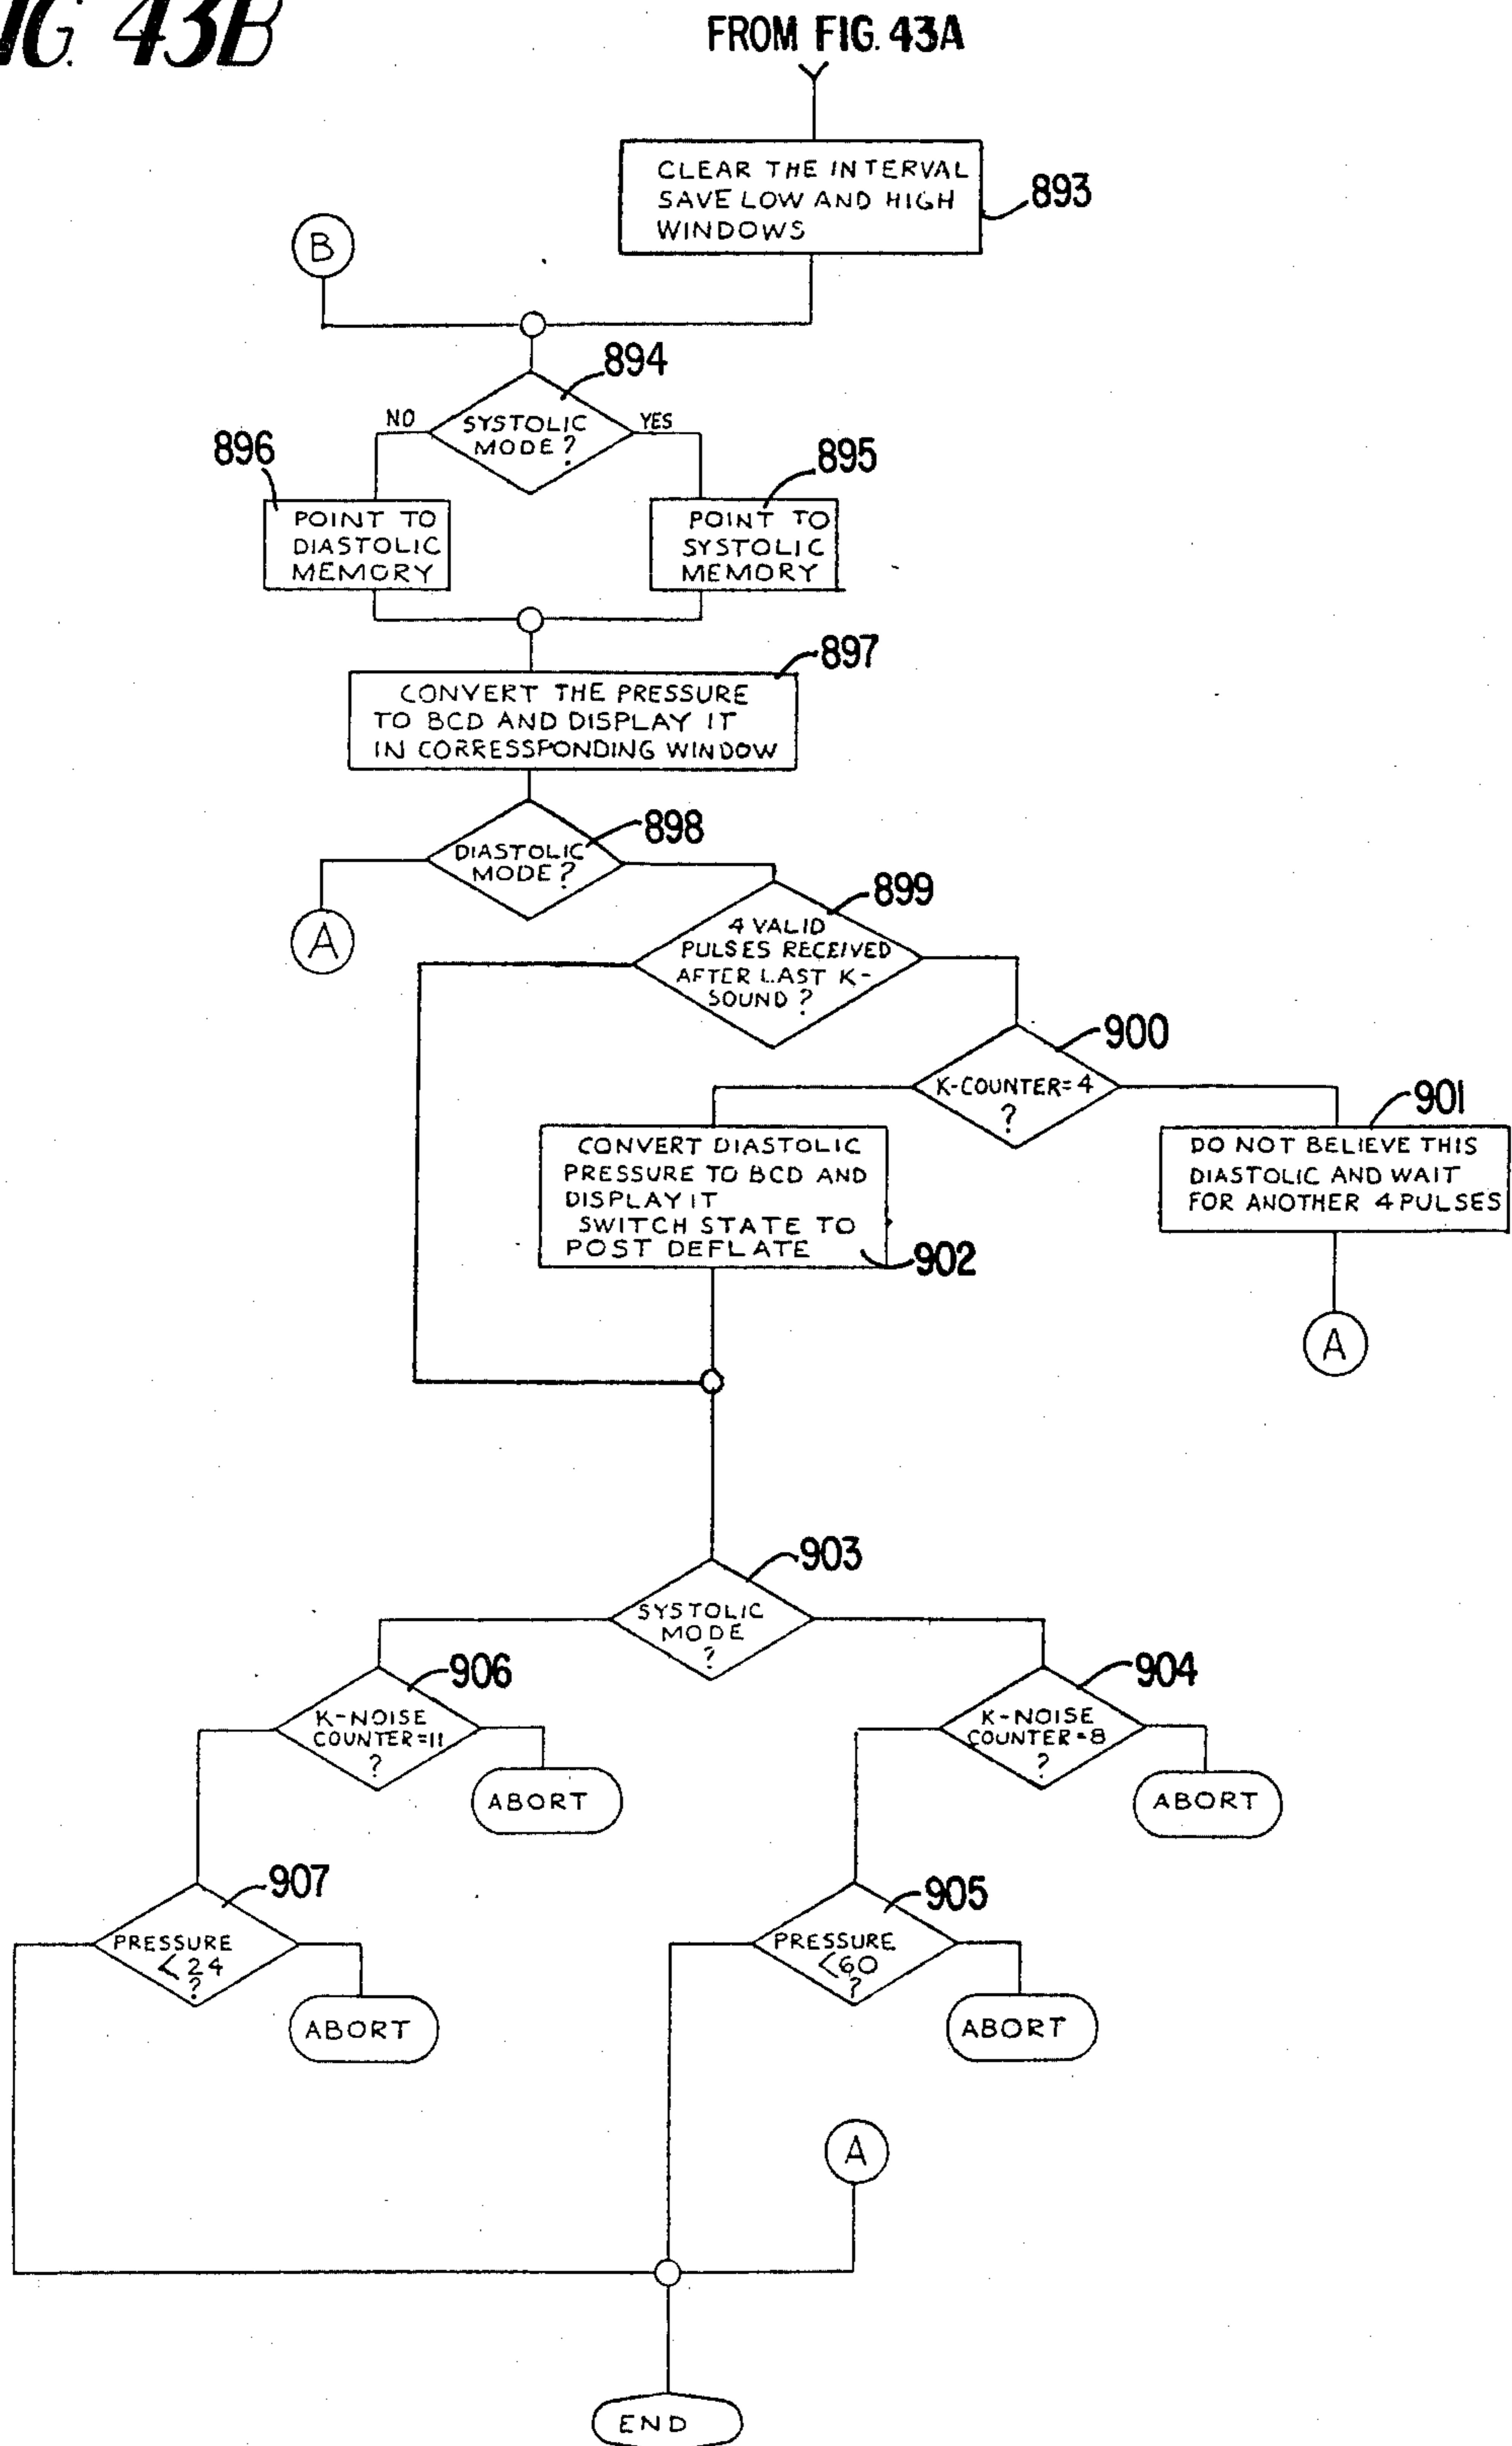 IG. 43B
FROM FIG. 43A
CLEAR THE INTERVAL
SAVE LOW AND HIGH
WINDOWS
893
B
894
SYSTOLIC
MODE?
NO
YES
896
895
POINT TO
DIASTOLIC
MEMORY
POINT TO
SYSTOLIC
MEMORY
897
CONVERT THE PRESSURE
TO BCD AND DISPLAY IT
IN CORRESSPONDING WINDOW
898
DIASTOLIC
MODE?
A
899
4 VALID
PULSES RECEIVED
AFTER LAST K-
SOUND?
900
K-COUNTER=4
?
901
DO NOT BELIEVE THIS
DIASTOLIC AND WAIT
FOR ANOTHER 4 PULSES
CONVERT DIASTOLIC
PRESSURE TO BCD AND
DISPLAY IT
SWITCH STATE TO
POST DEFLATE
902
A
903
SYSTOLIC
MODE
?
906
K-NOISE
COUNTER=11
?
904
K-NOISE
COUNTER=8
?
ABORT
ABORT
907
PRESSURE
<24
?
905
PRESSURE
<60
?
ABORT
ABORT
A
END